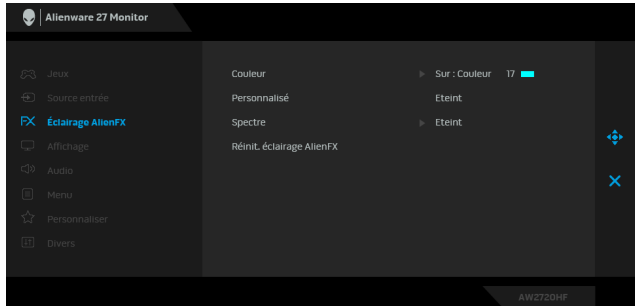 Alienware 27 Monitor
Jeux
Source entrée
FX Éclairage AlienFX
Affichage
Audio
Menu
Personnaliser
Divers
Couleur Sur : Couleur 17
Personnalisé Eteint
Spectre Eteint
Réinit. éclairage AlienFX
AW2720HF